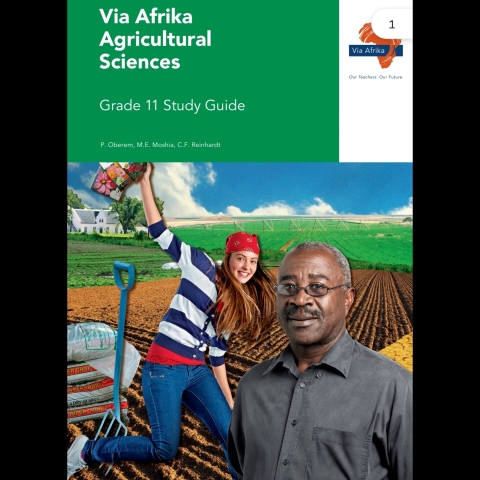 Via Afrika
Agricultural
Sciences
Grade 11 Study Guide
P. Oberem, M.E. Moshia, C.F. Reinhardt
1
Via Afrika
Our Teachers. Our Future.